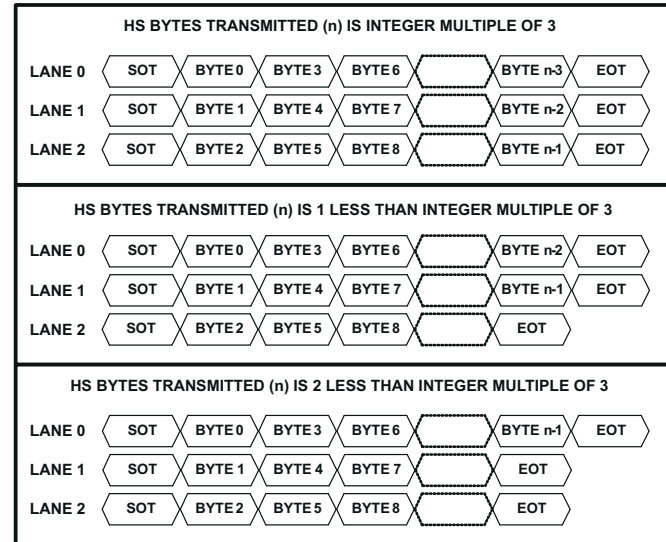 HS BYTES TRANSMITTED (n) IS INTEGER MULTIPLE OF 3
LANE 0 SOT BYTE 0 BYTE 3 BYTE 6 BYTE n-3 EOT
LANE 1 SOT BYTE 1 BYTE 4 BYTE 7 BYTE n-2 EOT
LANE 2 SOT BYTE 2 BYTE 5 BYTE 8 BYTE n-1 EOT
HS BYTES TRANSMITTED (n) IS 1 LESS THAN INTEGER MULTIPLE OF 3
LANE 0 SOT BYTE 0 BYTE 3 BYTE 6 BYTE n-2 EOT
LANE 1 SOT BYTE 1 BYTE 4 BYTE 7 BYTE n-1 EOT
LANE 2 SOT BYTE 2 BYTE 5 BYTE 8 EOT
HS BYTES TRANSMITTED (n) IS 2 LESS THAN INTEGER MULTIPLE OF 3
LANE 0 SOT BYTE 0 BYTE 3 BYTE 6 BYTE n-1 EOT
LANE 1 SOT BYTE 1 BYTE 4 BYTE 7 EOT
LANE 2 SOT BYTE 2 BYTE 5 BYTE 8 EOT